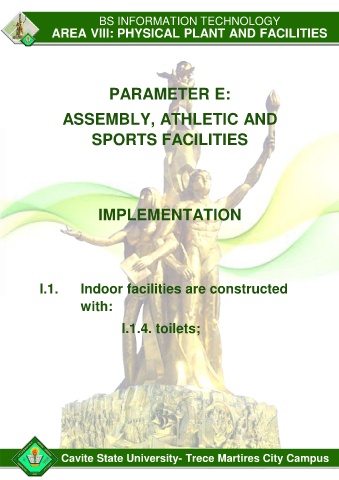 BS INFORMATION TECHNOLOGY
AREA VIII: PHYSICAL PLANT AND FACILITIES
PARAMETER E:
ASSEMBLY, ATHLETIC AND
SPORTS FACILITIES
IMPLEMENTATION
I.1. Indoor facilities are constructed
with:
I.1.4. toilets;
Cavite State University- Trece Martires City Campus